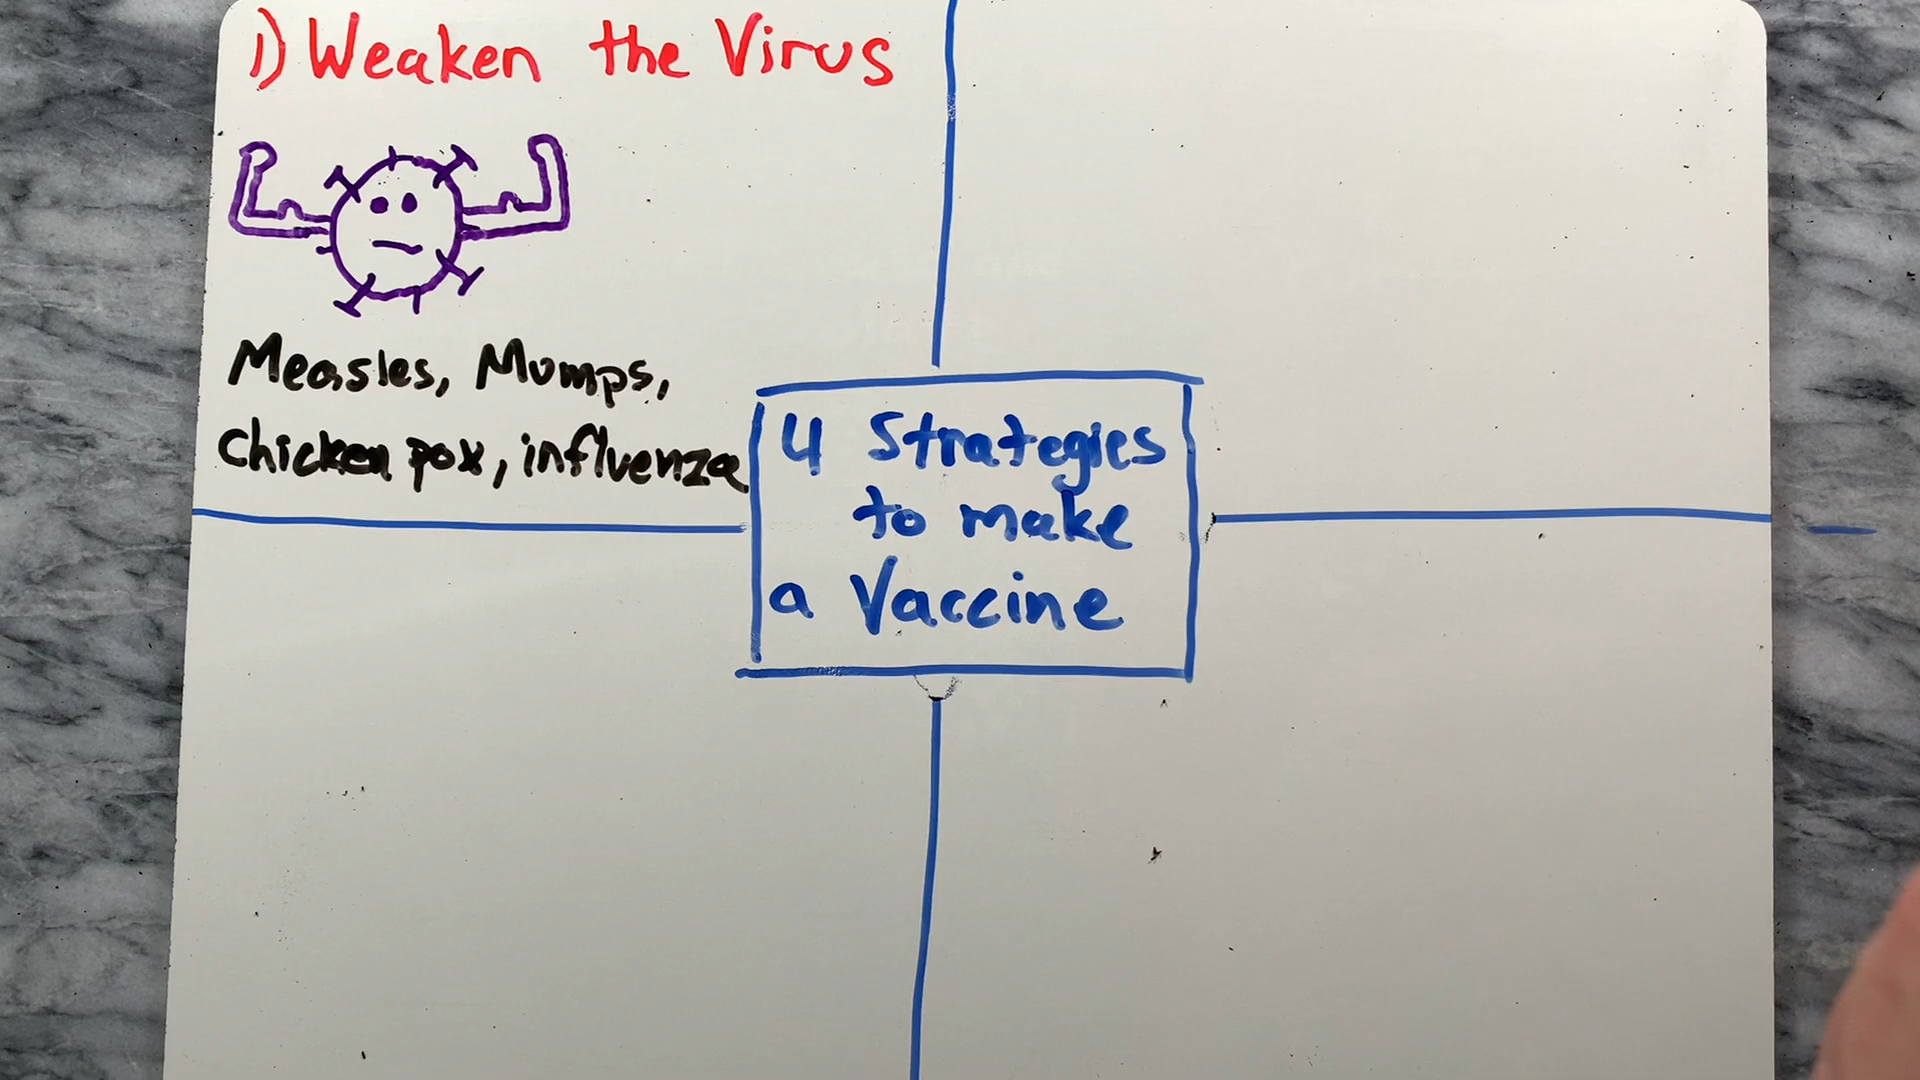 1) Weaken the Virus
Measles, Mumps,
Chicken pox, influenza
4 Strategies
to make
a Vaccine